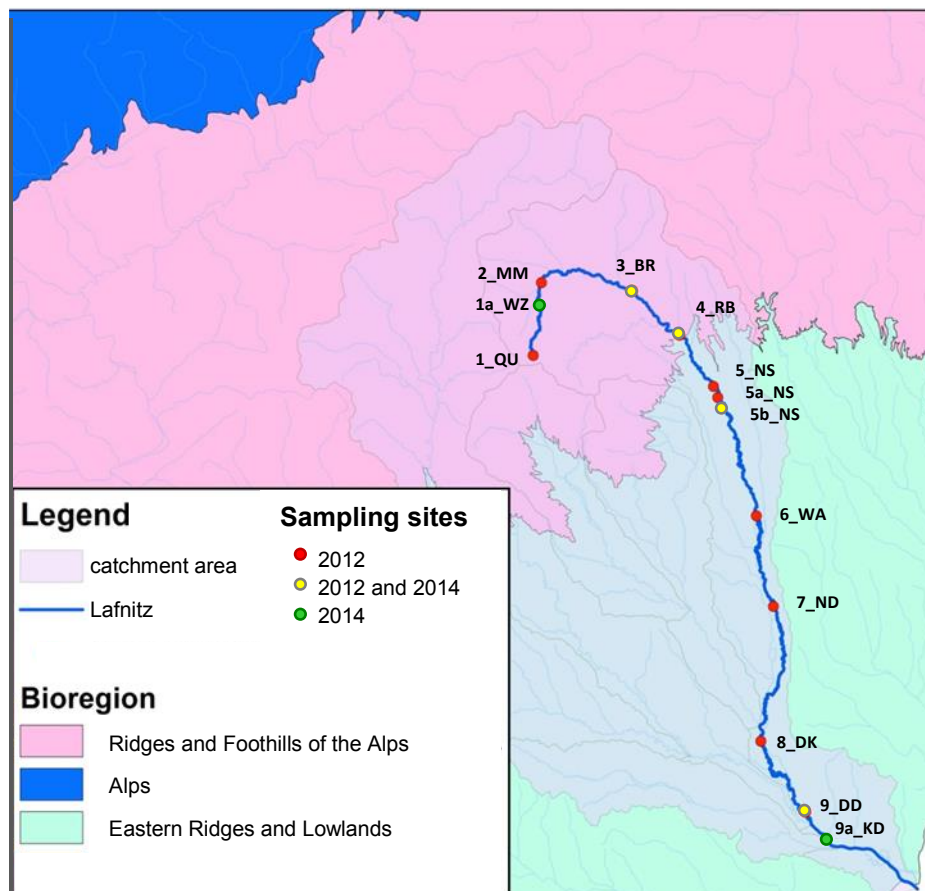 2_MM
3_BR
1a_WZ
4_RB
1_QU
5_NS
5a_NS
5b_NS
6_WA
7_ND
8_DK
9_DD
9a_KD
Legend
catchment area
Lafnitz
Sampling sites
2012
2012 and 2014
2014
Bioregion
Ridges and Foothills of the Alps
Alps
Eastern Ridges and Lowlands